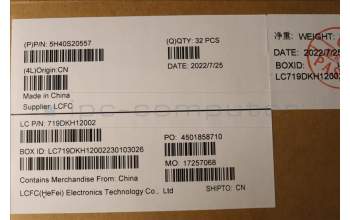 (P)P/N: 5H40S20557
(Q)QTY: 32 PCS
(4L)Origin:CN
DATE: 2022/7/25
Made in China
Supplier: LCFC
LC P/N: 719DKH12002
PO: 4501858710
BOX ID: LC719DKH12002230103026
MO: 17257068
Contains Merchandise From: China
LCFC(HeFei) Electronics Technology Co., Ltd
SHIPTO: CN
净重: WEIGHT:
DATE: 2022/7/25
BOXID:
LC719DKH12